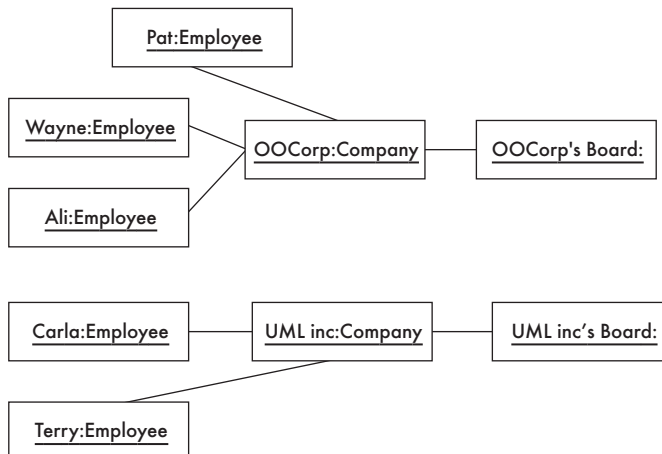 Pat:Employee
Wayne:Employee
OOCorp:Company
OOCorp's Board:
Ali:Employee
Carla:Employee
UML inc:Company
UML inc’s Board:
Terry:Employee